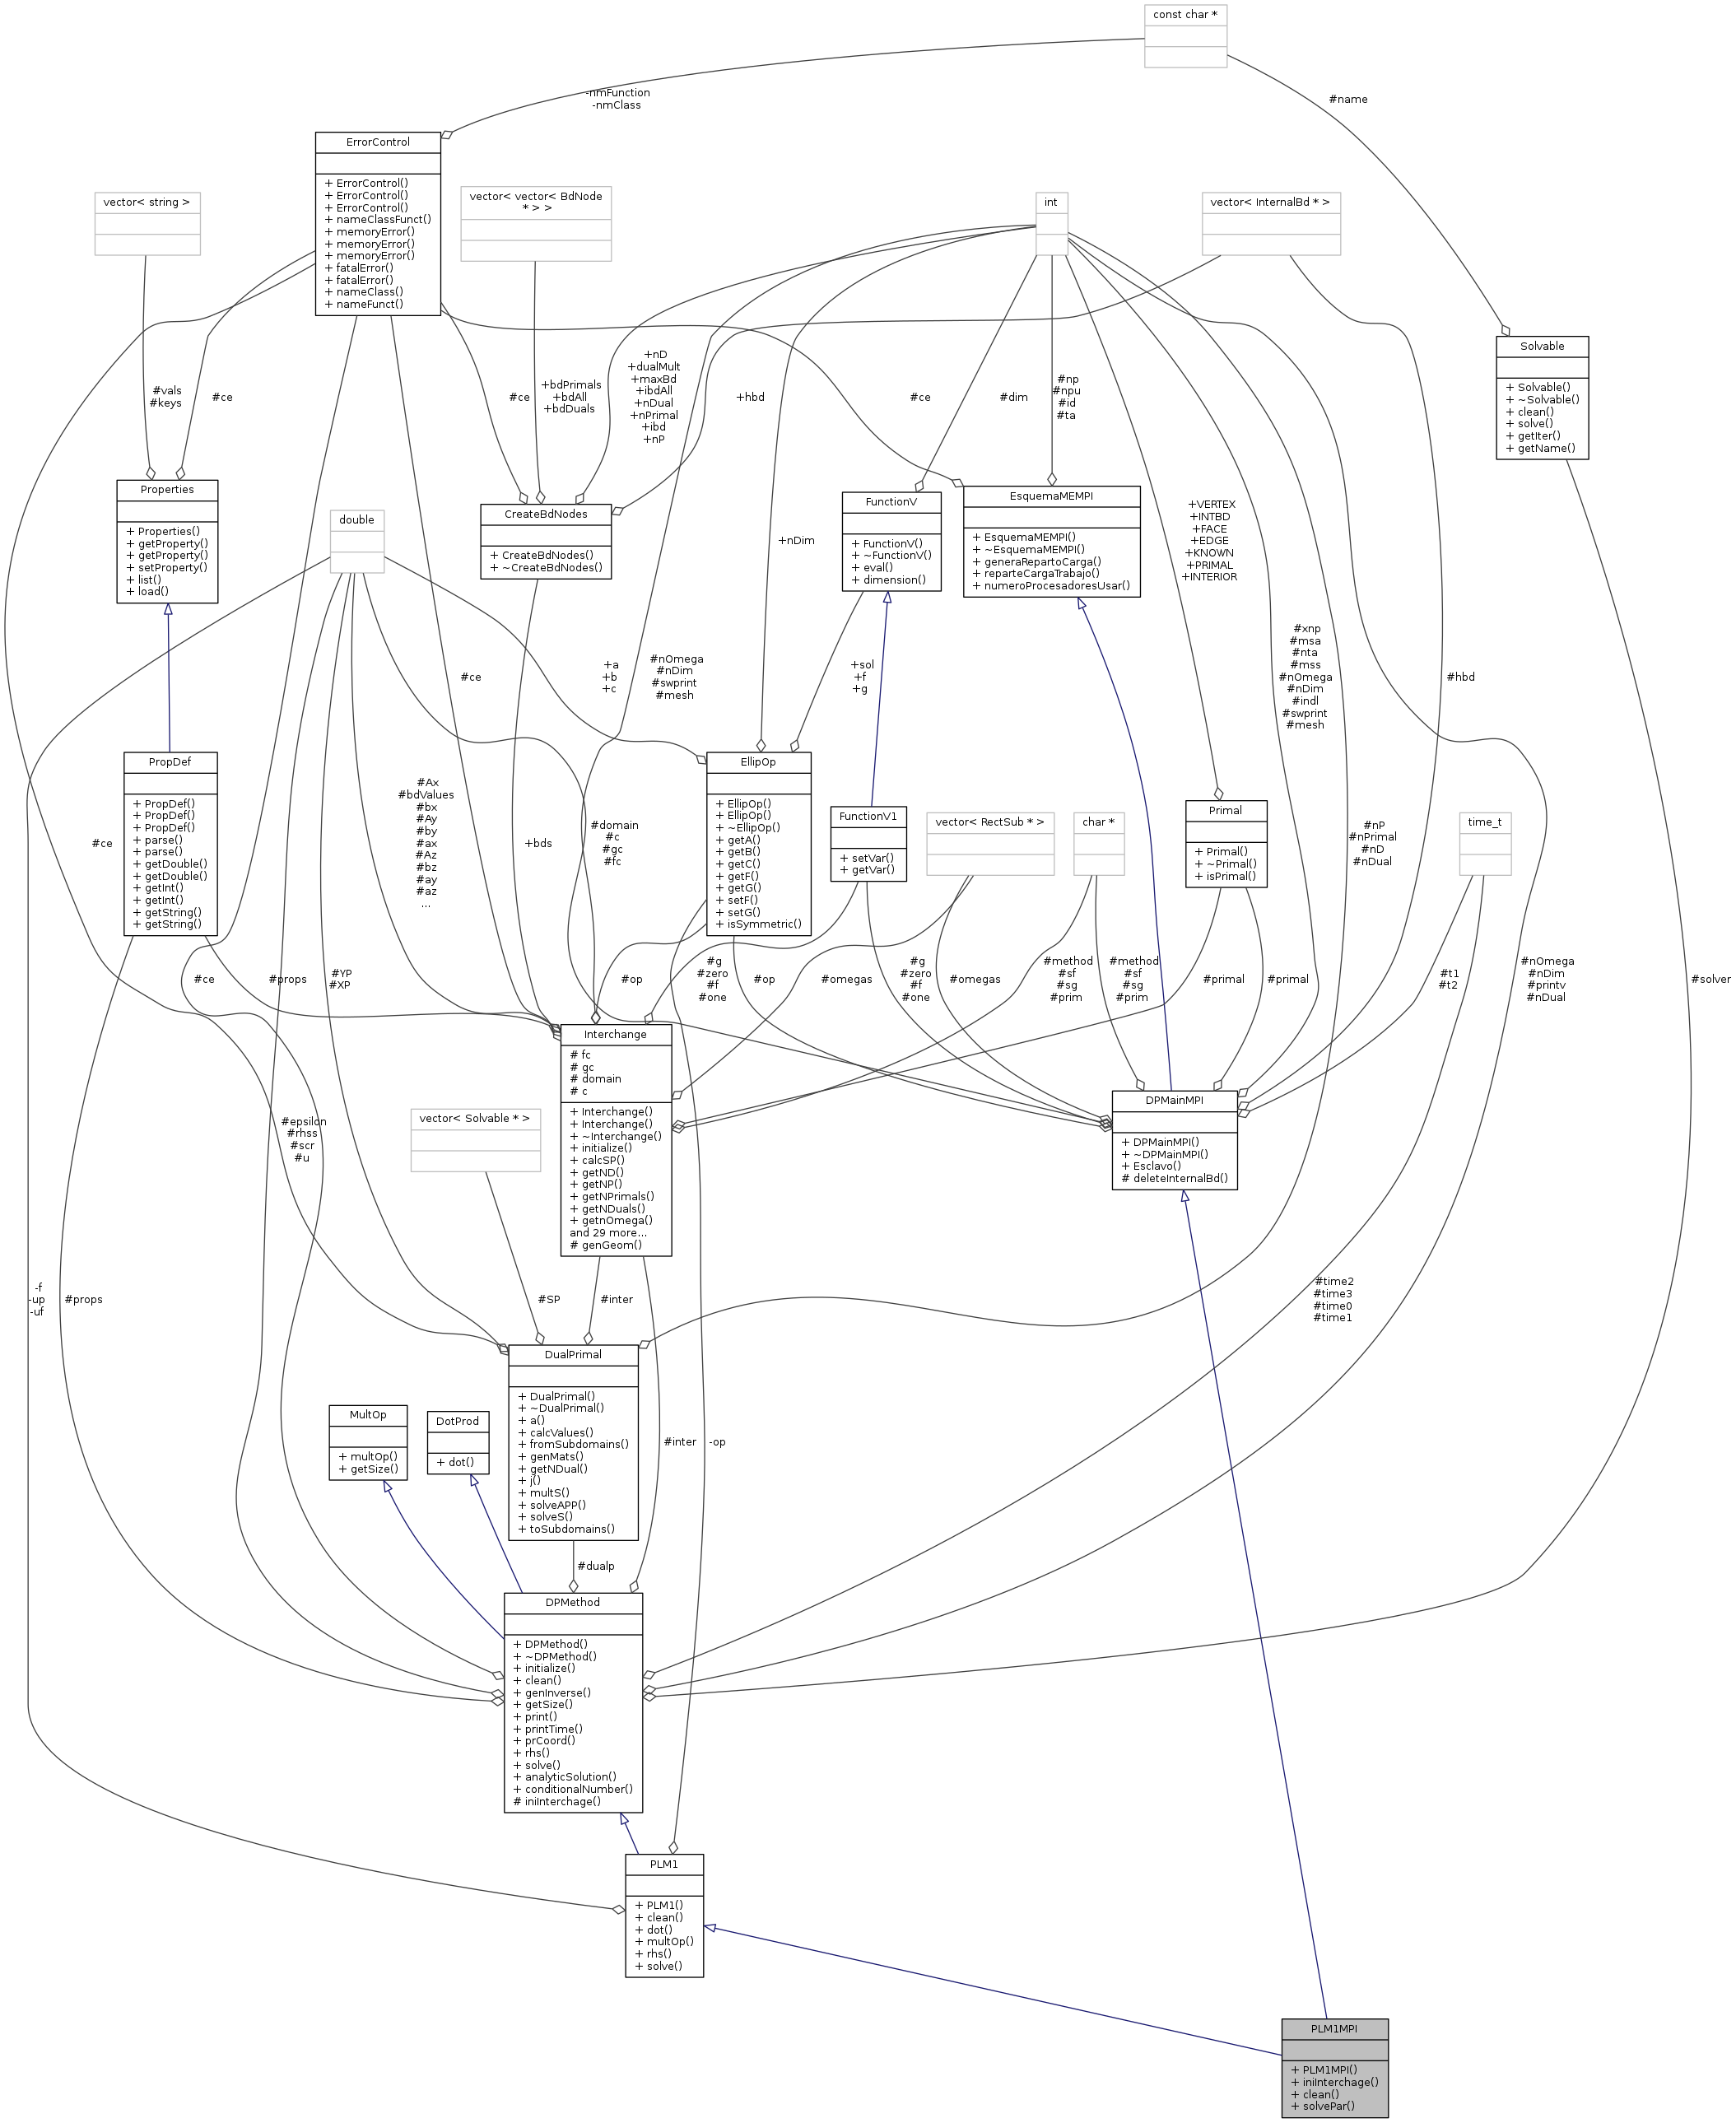 const char *
#name
-nmFunction
-nmClass
ErrorControl
+ ErrorControl()
+ ErrorControl()
+ ErrorControl()
+ nameClassFunct()
+ memoryError()
+ memoryError()
+ memoryError()
+ fatalError()
+ fatalError()
+ nameClass()
+ nameFunct()
vector< string >
vector< vector< BdNode
* > >
int
vector< InternalBd * >
Solvable
+ Solvable()
+ ~Solvable()
+ clean()
+ solve()
+ getIter()
+ getName()
#vals
#keys
#ce
#ce
+bdPrimals
+bdAll
+bdDuals
+nD
+dualMult
+maxBd
+ibdAll
+nDual
+nPrimal
+ibd
+nP
+hbd
#ce
#dim
#np
#npu
#id
#ta
Properties
+ Properties()
+ getProperty()
+ getProperty()
+ setProperty()
+ list()
+ load()
double
CreateBdNodes
+ CreateBdNodes()
+ ~CreateBdNodes()
+nDim
FunctionV
+ FunctionV()
+ ~FunctionV()
+ eval()
+ dimension()
EsquemaMEMPI
+ EsquemaMEMPI()
+ ~EsquemaMEMPI()
+ generaRepartoCarga()
+ reparteCargaTrabajo()
+ numeroProcesadoresUsar()
+VERTEX
+INTBD
+FACE
+EDGE
+KNOWN
+PRIMAL
+INTERIOR
#ce
+a
+b
+c
#nOmega
#nDim
#swprint
#mesh
+sol
+f
+g
#xnp
#msa
#nta
#mss
#nOmega
#nDim
#indl
#swprint
#mesh
#hbd
PropDef
+ PropDef()
+ PropDef()
+ PropDef()
+ parse()
+ parse()
+ getDouble()
+ getDouble()
+ getInt()
+ getInt()
+ getString()
+ getString()
#ce
#Ax
#bdValues
#bx
#Ay
#by
#ax
#Az
#bz
#ay
#az
...
+bds
#domain
#c
#gc
#fc
EllipOp
+ EllipOp()
+ EllipOp()
+ ~EllipOp()
+ getA()
+ getB()
+ getC()
+ getF()
+ getG()
+ setF()
+ setG()
+ isSymmetric()
FunctionV1
+ setVar()
+ getVar()
vector< RectSub * >
char *
Primal
+ Primal()
+ ~Primal()
+ isPrimal()
#nP
#nPrimal
#nD
#nDual
time_t
#ce
#props
#YP
#XP
#op
#g
#zero
#f
#one
#op
#omegas
#g
#zero
#f
#one
#omegas
#method
#sf
#sg
#prim
#method
#sf
#sg
#prim
#primal
#primal
#t1
#t2
#nOmega
#nDim
#printv
#nDual
#solver
Interchange
# fc
# gc
# domain
# c
+ Interchange()
+ Interchange()
+ ~Interchange()
+ initialize()
+ calcSP()
+ getND()
+ getNP()
+ getNPrimals()
+ getNDuals()
+ getnOmega()
and 29 more...
# genGeom()
DPMainMPI
+ DPMainMPI()
+ ~DPMainMPI()
+ Esclavo()
# deleteInternalBd()
#epsilon
#rhss
#scr
#u
vector< Solvable * >
-f
-up
-uf
#props
#SP
#inter
#time2
#time3
#time0
#time1
DualPrimal
+ DualPrimal()
+ ~DualPrimal()
+ a()
+ calcValues()
+ fromSubdomains()
+ genMats()
+ getNDual()
+ j()
+ multS()
+ solveAPP()
+ solveS()
+ toSubdomains()
MultOp
+ multOp()
+ getSize()
DotProd
+ dot()
#inter
-op
#dualp
DPMethod
+ DPMethod()
+ ~DPMethod()
+ initialize()
+ clean()
+ genInverse()
+ getSize()
+ print()
+ printTime()
+ prCoord()
+ rhs()
+ solve()
+ analyticSolution()
+ conditionalNumber()
# iniInterchage()
PLM1
+ PLM1()
+ clean()
+ dot()
+ multOp()
+ rhs()
+ solve()
PLM1MPI
+ PLM1MPI()
+ iniInterchage()
+ clean()
+ solvePar()